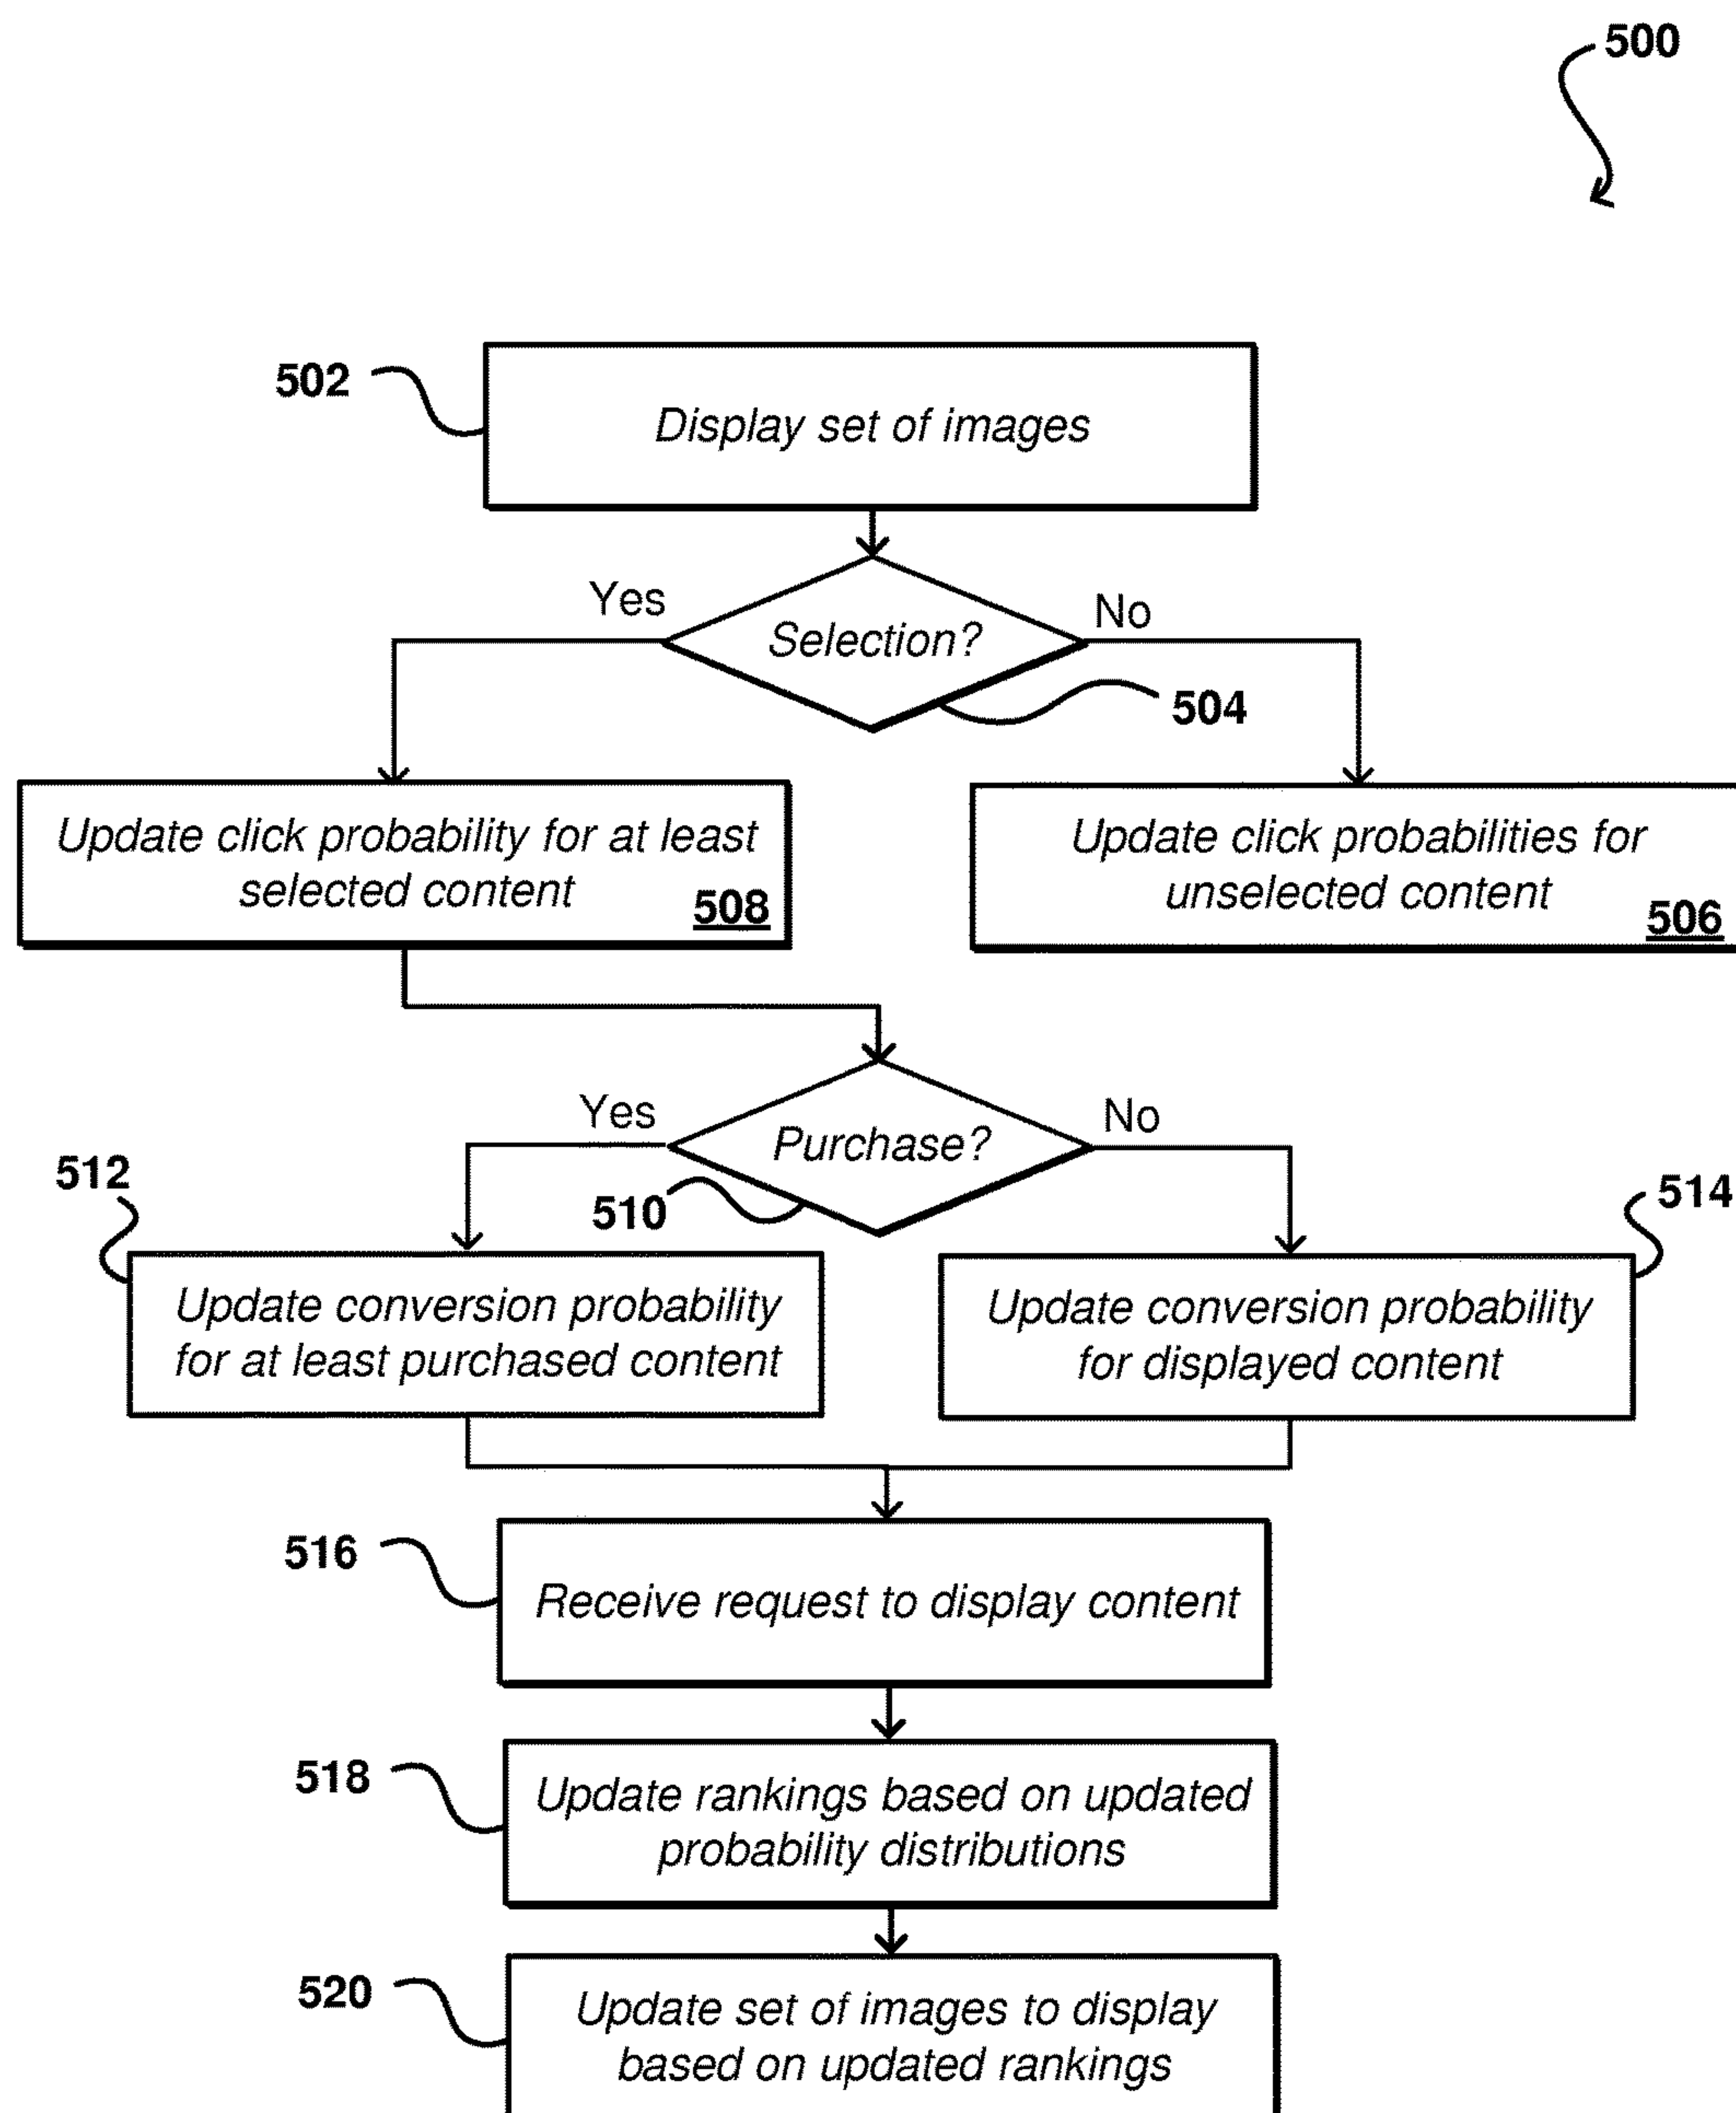 500
502
Display set of images
Yes
No
Selection?
504
Update click probability for at least
selected content
508
Update click probabilities for
unselected content
506
Yes
No
Purchase?
510
512
514
Update conversion probability
for at least purchased content
Update conversion probability
for displayed content
516
Receive request to display content
518
Update rankings based on updated
probability distributions
520
Update set of images to display
based on updated rankings